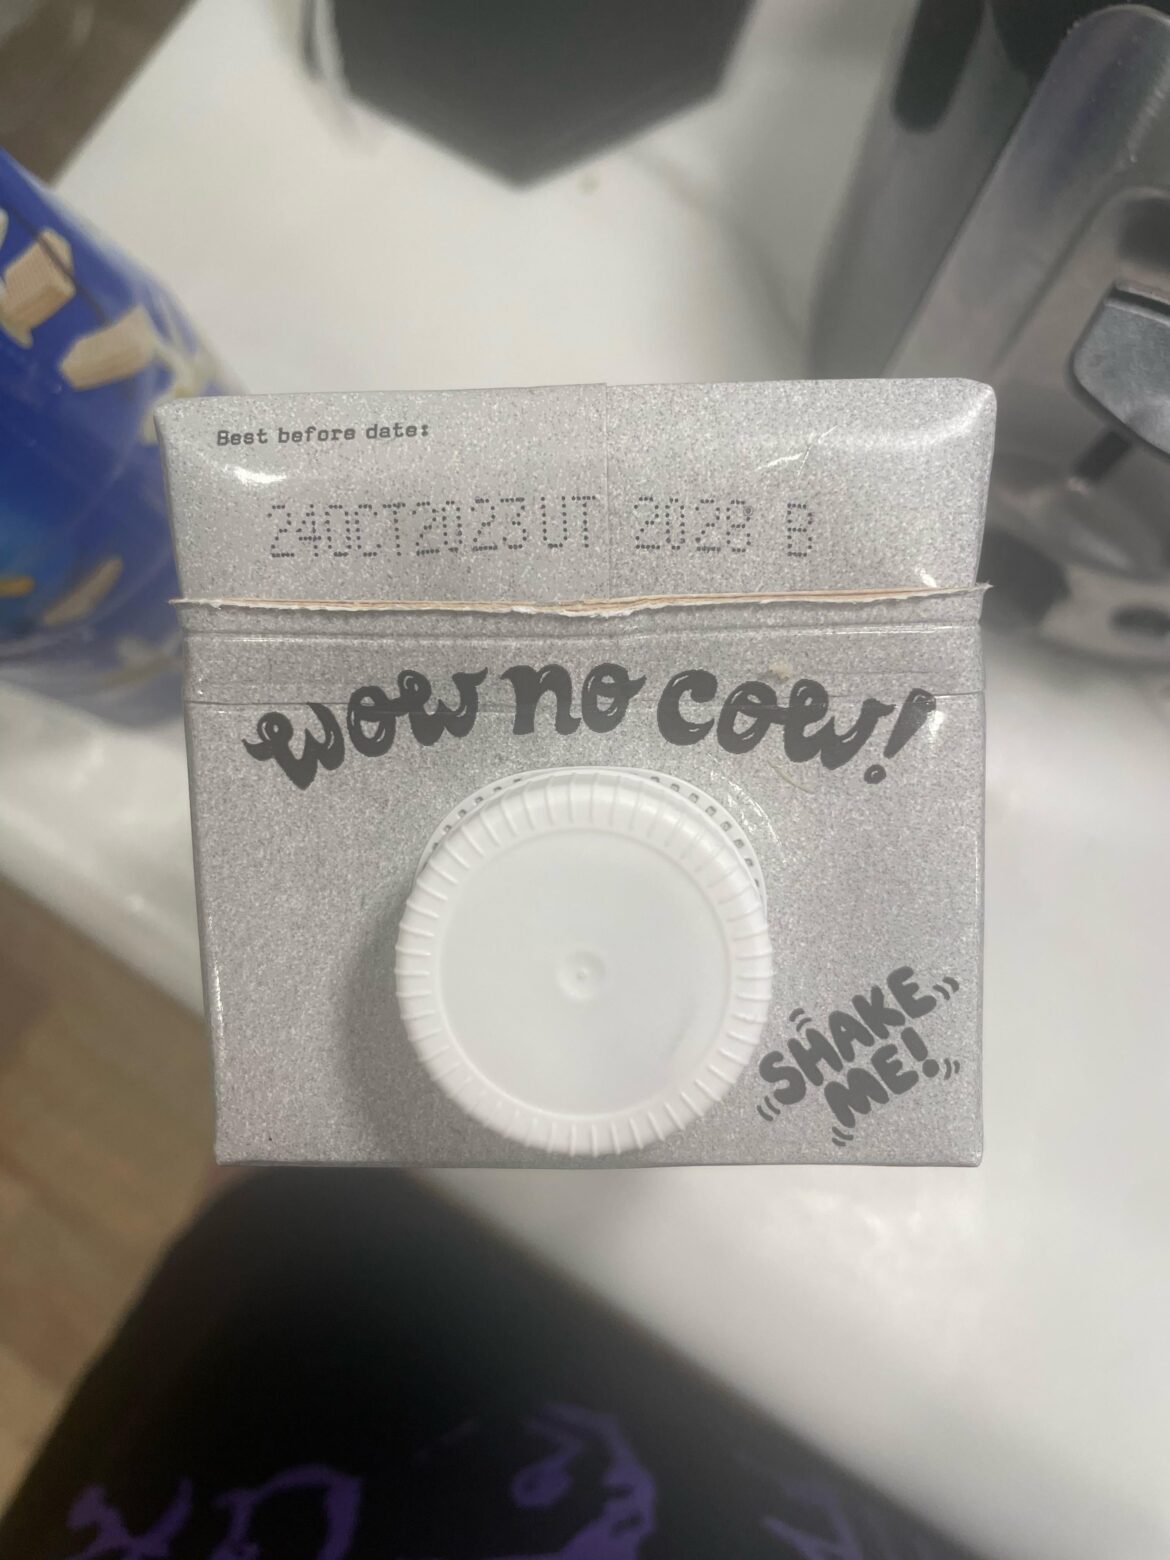 Best before date:
24OCT2023UT 2028 B
wow no cow!
SHAKE
ME!